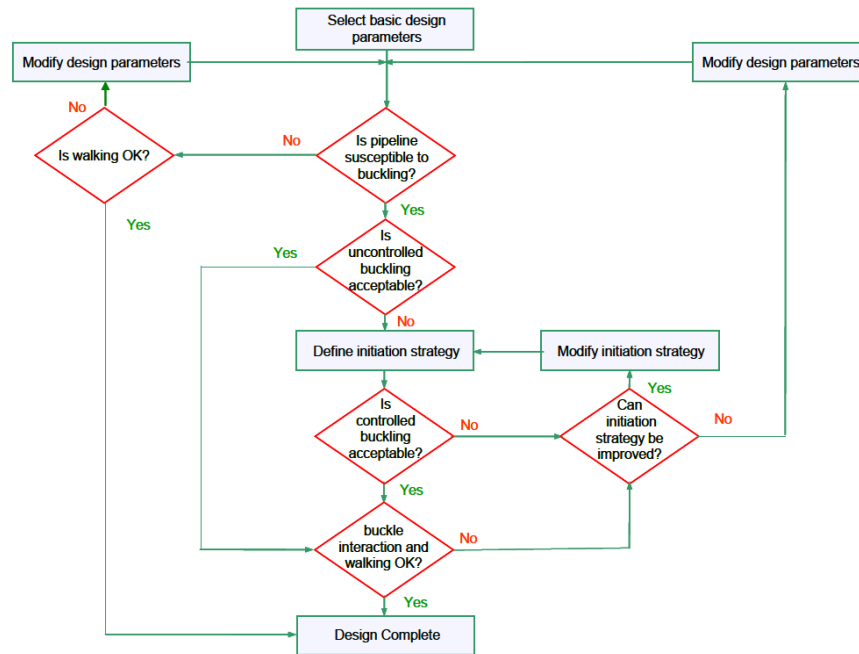 Select basic design
parameters
Modify design parameters
Modify design parameters
No
Is walking OK?
No
Is pipeline
susceptible to
buckling?
Yes
Yes
Yes
Is
uncontrolled
buckling
acceptable?
No
Define initiation strategy
Modify initiation strategy
Yes
Is
controlled
buckling
acceptable?
No
Can
initiation
strategy be
improved?
No
Yes
buckle
interaction and
walking OK?
No
Yes
Design Complete